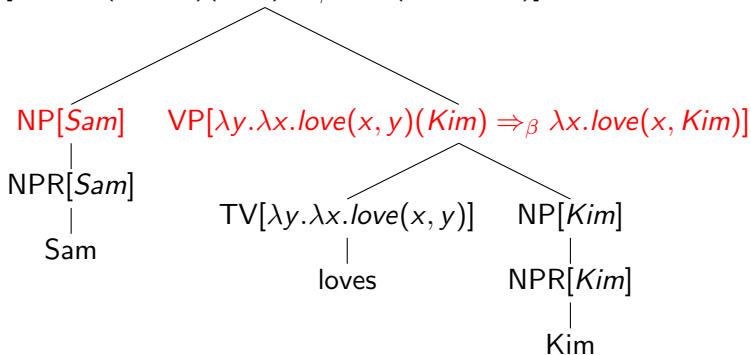 NP[Sam] VP[λy.λx.love(x, y)(Kim) ⇒β λx.love(x, Kim)]
NPR[Sam]
TV[λy.λx.love(x, y)] NP[Kim]
Sam
loves NPR[Kim]
Kim